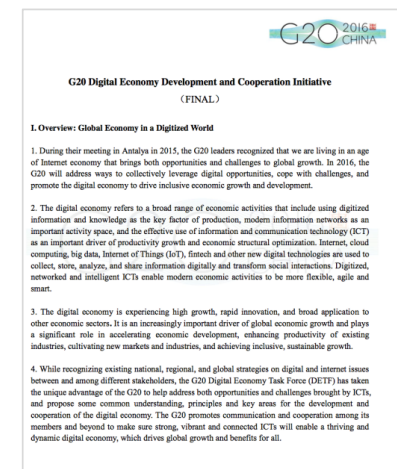 G20 2016
CHINA
G20 Digital Economy Development and Cooperation Initiative
(FINAL)
I. Overview: Global Economy in a Digitized World
1. During their meeting in Antalya in 2015, the G20 leaders recognized that we are living in an age
of Internet economy that brings both opportunities and challenges to global growth. In 2016, the
G20 will address ways to collectively leverage digital opportunities, cope with challenges, and
promote the digital economy to drive inclusive economic growth and development.
2. The digital economy refers to a broad range of economic activities that include using digitized
information and knowledge as the key factor of production, modern information networks as an
important activity space, and the effective use of information and communication technology (ICT)
as an important driver of productivity growth and economic structural optimization. Internet, cloud
computing, big data, Internet of Things (IoT), fintech and other new digital technologies are used to
collect, store, analyze, and share information digitally and transform social interactions. Digitized,
networked and intelligent ICTs enable modern economic activities to be more flexible, agile and
smart.
3. The digital economy is experiencing high growth, rapid innovation, and broad application to
other economic sectors. It is an increasingly important driver of global economic growth and plays
a significant role in accelerating economic development, enhancing productivity of existing
industries, cultivating new markets and industries, and achieving inclusive, sustainable growth.
4. While recognizing existing national, regional, and global strategies on digital and internet issues
between and among different stakeholders, the G20 Digital Economy Task Force (DETF) has taken
the unique advantage of the G20 to help address both opportunities and challenges brought by ICTs,
and propose some common understanding, principles and key areas for the development and
cooperation of the digital economy. The G20 promotes communication and cooperation among its
members and beyond to make sure strong, vibrant and connected ICTs will enable a thriving and
dynamic digital economy, which drives global growth and benefits for all.